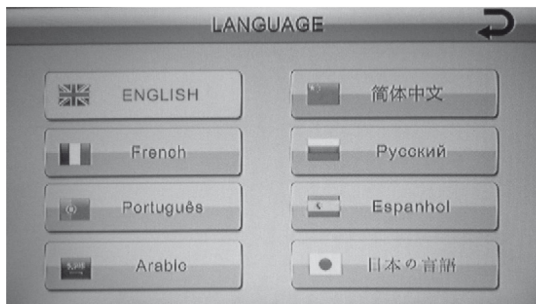 LANGUAGE
ENGLISH
简体中文
French
Русский
Português
Espanhol
Arabic
日本の言語